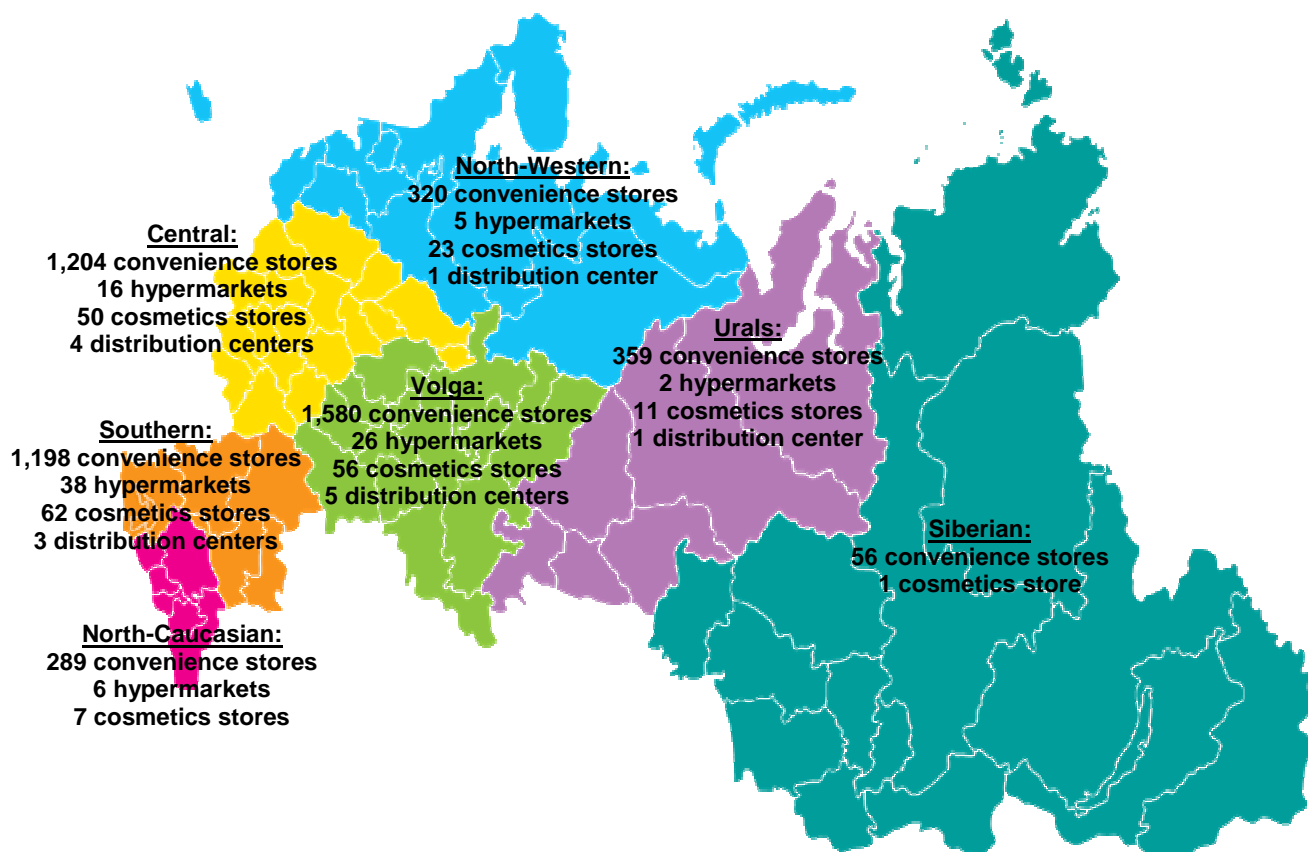 North-Western:
320 convenience stores
5 hypermarkets
23 cosmetics stores
1 distribution center
Central:
1,204 convenience stores
16 hypermarkets
50 cosmetics stores
4 distribution centers
Urals:
359 convenience stores
2 hypermarkets
11 cosmetics stores
1 distribution center
Volga:
1,580 convenience stores
26 hypermarkets
56 cosmetics stores
5 distribution centers
Southern:
1,198 convenience stores
38 hypermarkets
62 cosmetics stores
3 distribution centers
Siberian:
56 convenience stores
1 cosmetics store
North-Caucasian:
289 convenience stores
6 hypermarkets
7 cosmetics stores